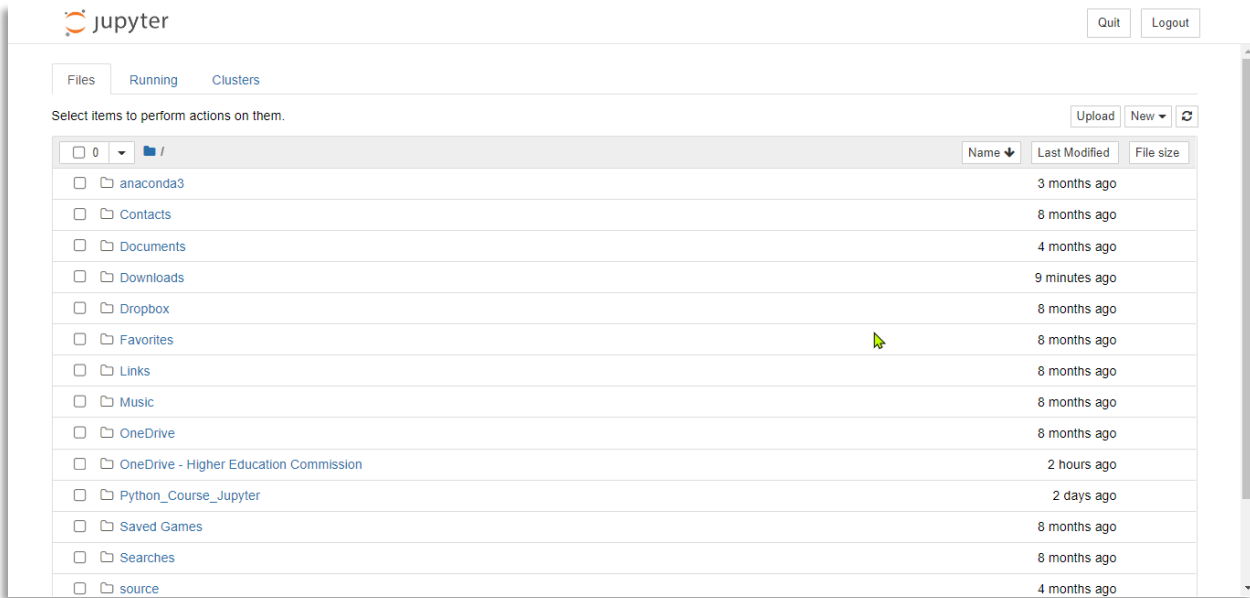 jupyter
Quit Logout
Files Running Clusters
Select items to perform actions on them.
Upload New
0 / Name Last Modified File size
anaconda3 3 months ago
Contacts 8 months ago
Documents 4 months ago
Downloads 9 minutes ago
Dropbox 8 months ago
Favorites 8 months ago
Links 8 months ago
Music 8 months ago
OneDrive 8 months ago
OneDrive - Higher Education Commission 2 hours ago
Python_Course_Jupyter 2 days ago
Saved Games 8 months ago
Searches 8 months ago
source 4 months ago